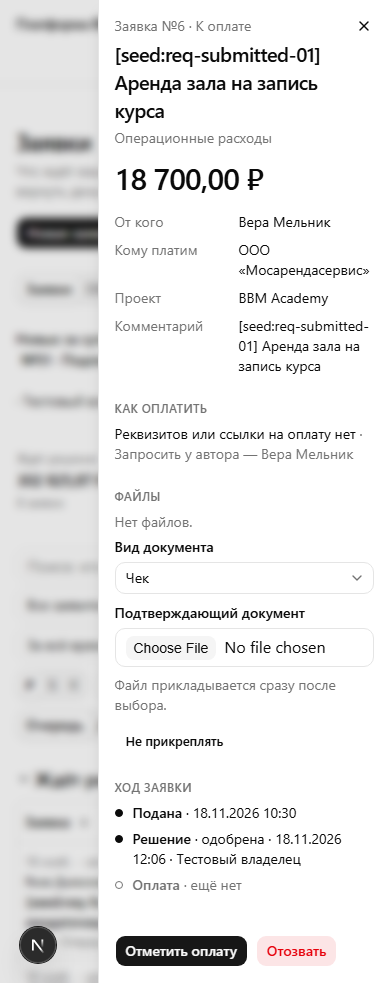 Заявка №6 · К оплате
[seed:req-submitted-01]
Аренда зала на запись
курса
Операционные расходы
18 700,00 ₽
От кого Вера Мельник
Кому платим ООО
«Мосарендасервис»
Проект BBM Academy
Комментарий [seed:req-submitted-
01] Аренда зала на
запись курса
КАК ОПЛАТИТЬ
Реквизитов или ссылки на оплату нет ·
Запросить у автора — Вера Мельник
ФАЙЛЫ
Нет файлов.
Вид документа
Чек
Подтверждающий документ
Choose File No file chosen
Файл прикладывается сразу после
выбора.
Не прикреплять
ХОД ЗАЯВКИ
Подана · 18.11.2026 10:30
Решение · одобрена · 18.11.2026
12:06 · Тестовый владелец
Оплата · ещё нет
Отметить оплату Отозвать
N